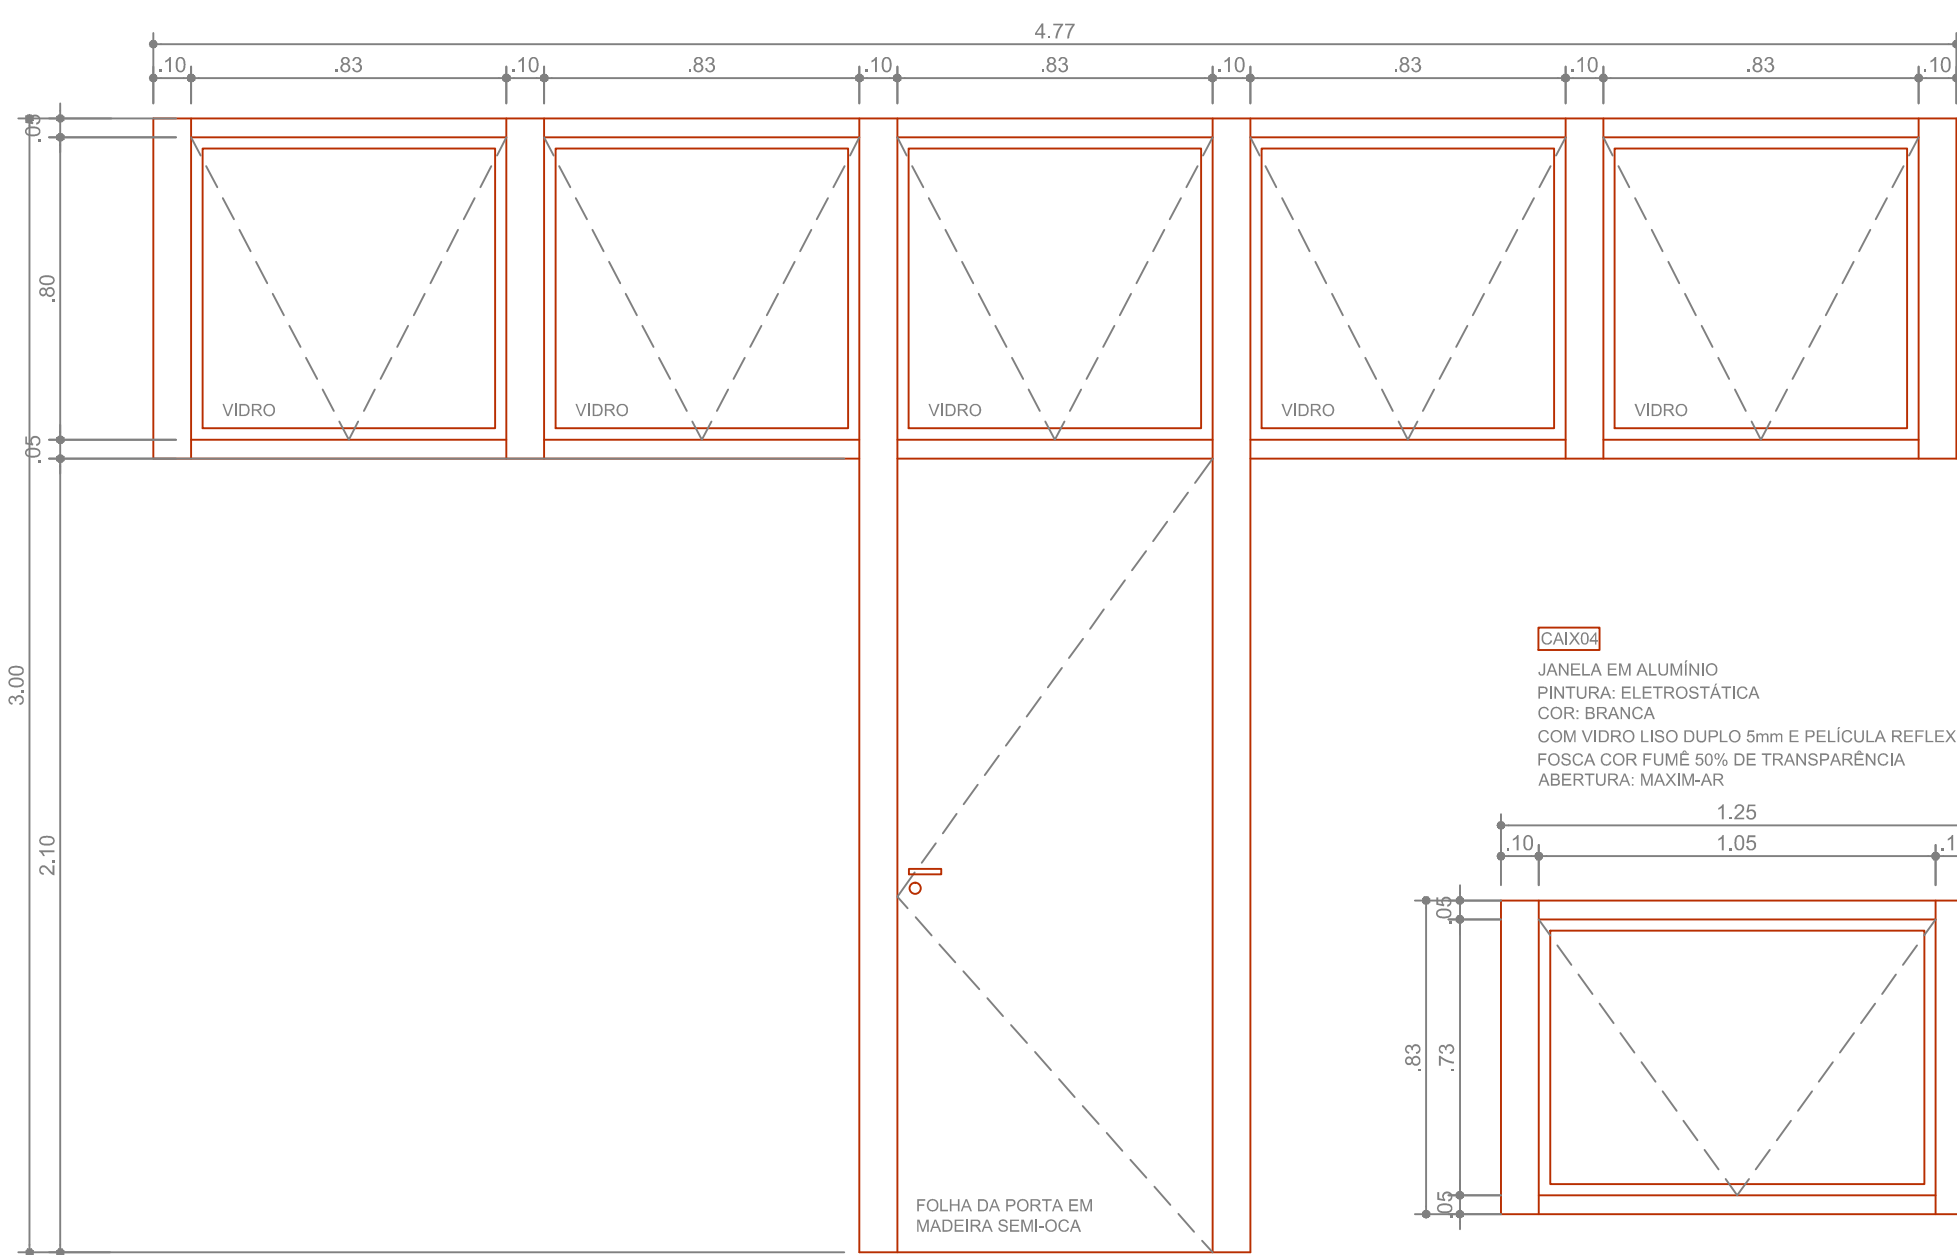 4.77
.10 .83 .10 .83 .10 .83 .10 .83 .10 .83 .10
.05
.80
.05
3.00
2.10
VIDRO VIDRO VIDRO VIDRO VIDRO
FOLHA DA PORTA EM
MADEIRA SEMI-OCA
CAIX04
JANELA EM ALUMÍNIO
PINTURA: ELETROSTÁTICA
COR: BRANCA
COM VIDRO LISO DUPLO 5mm E PELÍCULA REFLEX
FOSCA COR FUMÊ 50% DE TRANSPARÊNCIA
ABERTURA: MAXIM-AR
1.25
.10 1.05 .1
.05
.83
.73
.05